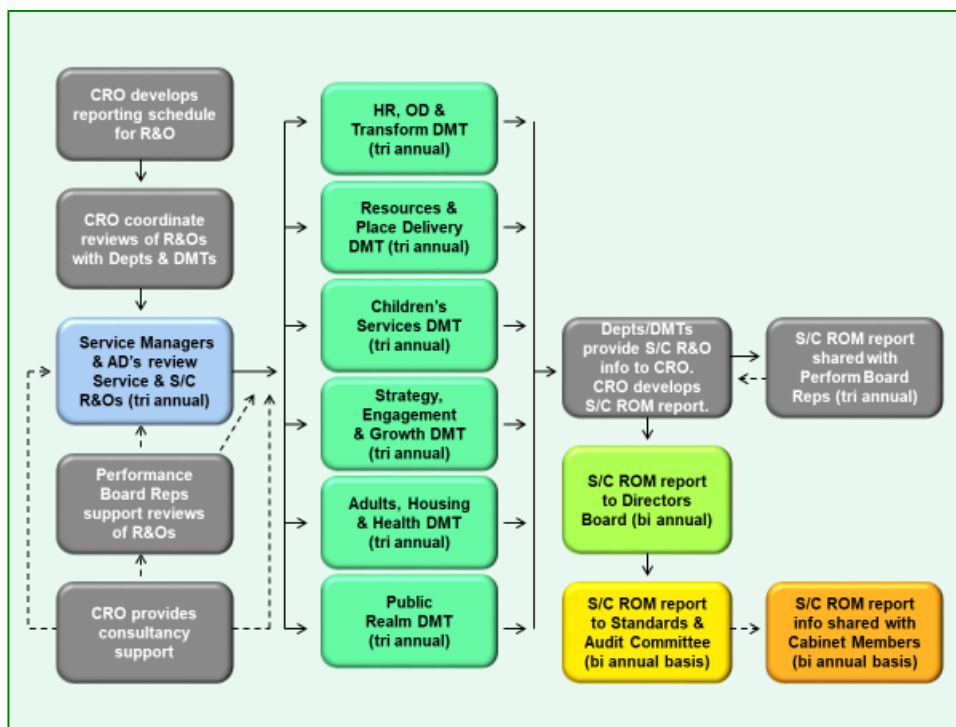 CRO develops
reporting schedule
for R&O
CRO coordinate
reviews of R&Os
with Depts & DMTs
Service Managers
& AD's review
Service & S/C
R&Os (tri annual)
Performance
Board Reps
support reviews
of R&Os
CRO provides
consultancy
support
HR, OD &
Transform DMT
(tri annual)
Resources &
Place Delivery
DMT (tri annual)
Children's
Services DMT
(tri annual)
Strategy,
Engagement
& Growth DMT
(tri annual)
Adults, Housing
& Health DMT
(tri annual)
Public
Realm DMT
(tri annual)
Depts/DMTs
provide S/C R&O
info to CRO.
CRO develops
S/C ROM report.
S/C ROM report
shared with
Perform Board
Reps (tri annual)
S/C ROM report
to Directors
Board (bi annual)
S/C ROM report
to Standards &
Audit Committee
(bi annual basis)
S/C ROM report
info shared with
Cabinet Members
(bi annual basis)